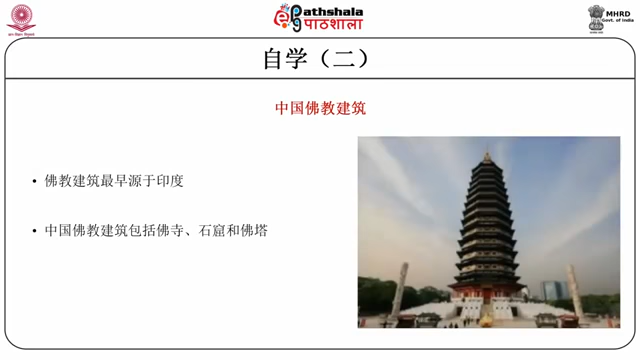 ePathshala
पाठशाला
MHRD
Govt. of India
自学（二）
中国佛教建筑
• 佛教建筑最早源于印度
• 中国佛教建筑包括佛寺、石窟和佛塔